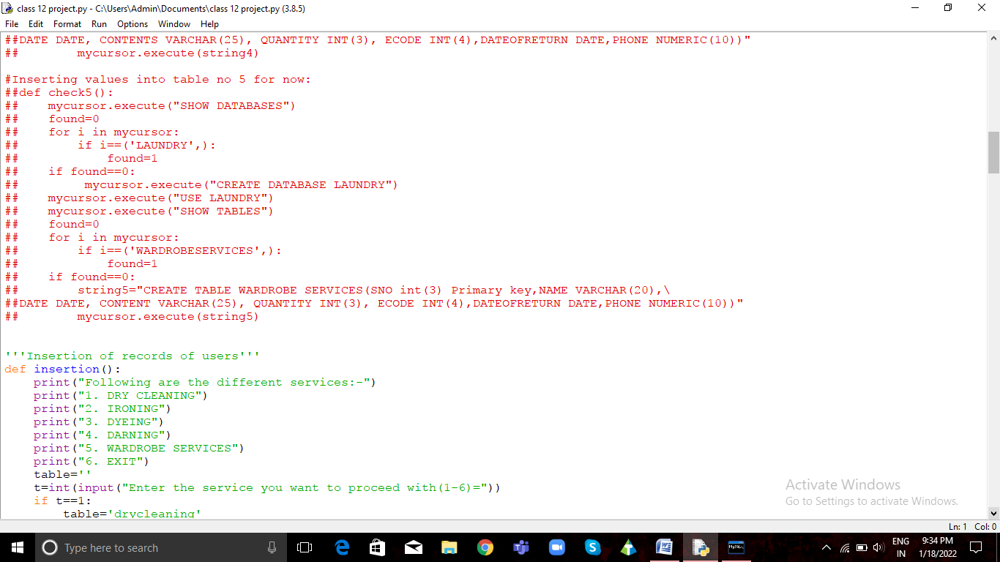 class 12 project.py - C:\Users\Admin\Documents\class 12 project.py (3.8.5)
File Edit Format Run Options Window Help
##DATE DATE, CONTENTS VARCHAR(25), QUANTITY INT(3), ECODE INT(4),DATEOFRETURN DATE,PHONE NUMERIC(10))"
##        mycursor.execute(string4)
#Inserting values into table no 5 for now:
##def check5():
##    mycursor.execute("SHOW DATABASES")
##    found=0
##    for i in mycursor:
##        if i==('LAUNDRY',):
##            found=1
##    if found==0:
##         mycursor.execute("CREATE DATABASE LAUNDRY")
##    mycursor.execute("USE LAUNDRY")
##    mycursor.execute("SHOW TABLES")
##    found=0
##    for i in mycursor:
##        if i==('WARDROBESERVICES',):
##            found=1
##    if found==0:
##        string5="CREATE TABLE WARDROBE SERVICES(SNO int(3) Primary key,NAME VARCHAR(20),\
##DATE DATE, CONTENT VARCHAR(25), QUANTITY INT(3), ECODE INT(4),DATEOFRETURN DATE,PHONE NUMERIC(10))"
##        mycursor.execute(string5)
'''Insertion of records of users'''
def insertion():
    print("Following are the different services:-")
    print("1. DRY CLEANING")
    print("2. IRONING")
    print("3. DYEING")
    print("4. DARNING")
    print("5. WARDROBE SERVICES")
    print("6. EXIT")
    table=''
    t=int(input("Enter the service you want to proceed with(1-6)="))
    if t==1:
        table='drycleaning'
Activate Windows
Go to Settings to activate Windows.
Ln: 1 Col: 0
Type here to search
MySQL
ENG
IN
9:34 PM
1/18/2022